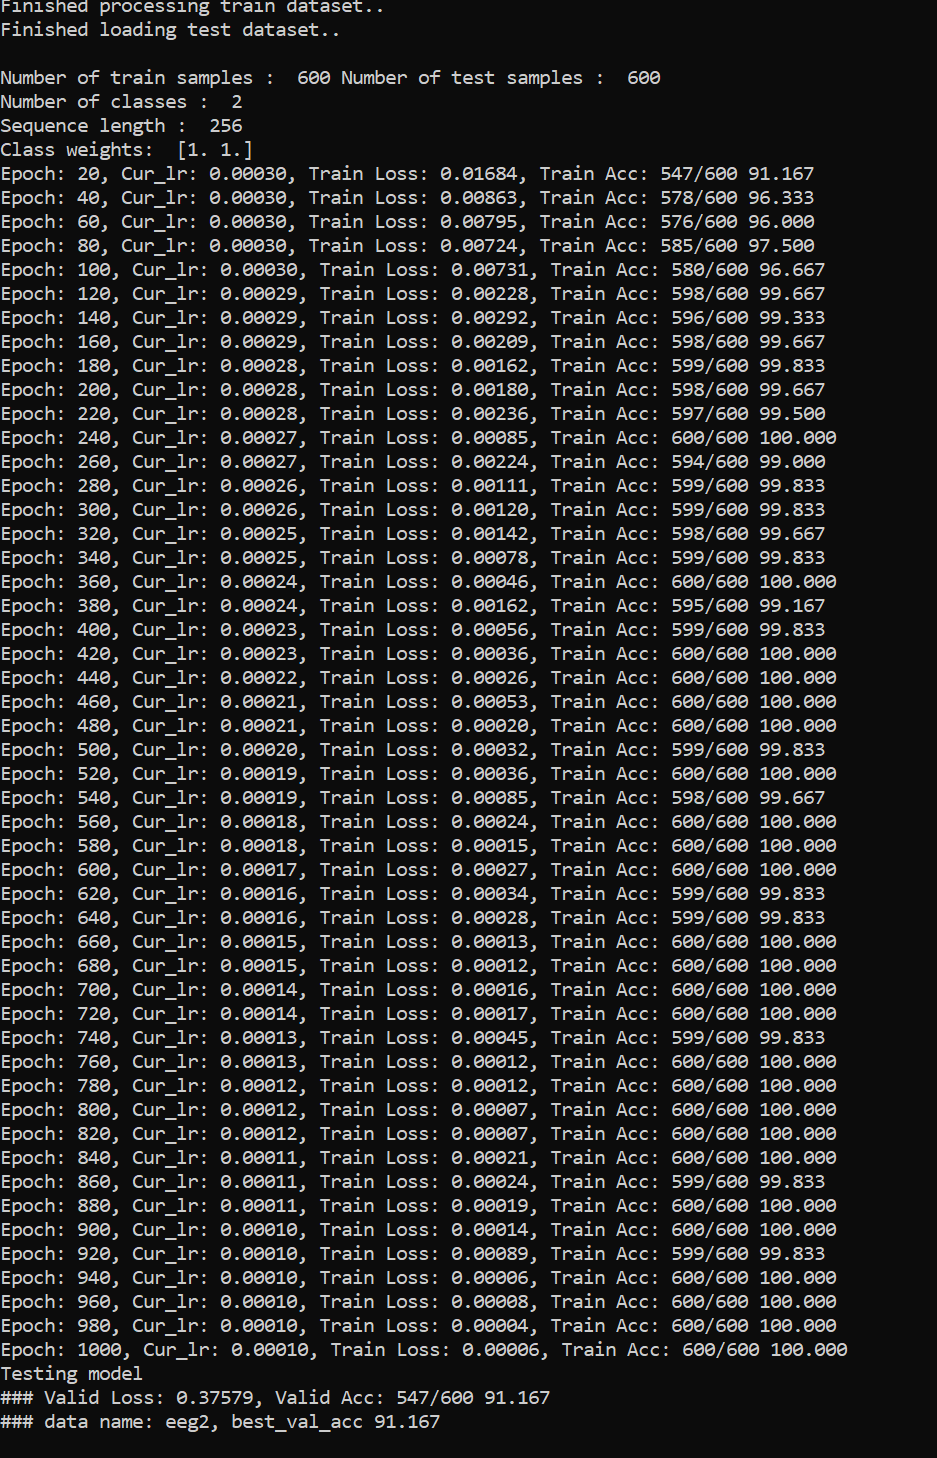 Finished processing train dataset..
Finished loading test dataset..
Number of train samples :  600 Number of test samples :  600
Number of classes :  2
Sequence length :  256
Class weights:  [1. 1.]
Epoch: 20, Cur_lr: 0.00030, Train Loss: 0.01684, Train Acc: 547/600 91.167
Epoch: 40, Cur_lr: 0.00030, Train Loss: 0.00863, Train Acc: 578/600 96.333
Epoch: 60, Cur_lr: 0.00030, Train Loss: 0.00795, Train Acc: 576/600 96.000
Epoch: 80, Cur_lr: 0.00030, Train Loss: 0.00724, Train Acc: 585/600 97.500
Epoch: 100, Cur_lr: 0.00030, Train Loss: 0.00731, Train Acc: 580/600 96.667
Epoch: 120, Cur_lr: 0.00029, Train Loss: 0.00228, Train Acc: 598/600 99.667
Epoch: 140, Cur_lr: 0.00029, Train Loss: 0.00292, Train Acc: 596/600 99.333
Epoch: 160, Cur_lr: 0.00029, Train Loss: 0.00209, Train Acc: 598/600 99.667
Epoch: 180, Cur_lr: 0.00028, Train Loss: 0.00162, Train Acc: 599/600 99.833
Epoch: 200, Cur_lr: 0.00028, Train Loss: 0.00180, Train Acc: 598/600 99.667
Epoch: 220, Cur_lr: 0.00028, Train Loss: 0.00236, Train Acc: 597/600 99.500
Epoch: 240, Cur_lr: 0.00027, Train Loss: 0.00085, Train Acc: 600/600 100.000
Epoch: 260, Cur_lr: 0.00027, Train Loss: 0.00224, Train Acc: 594/600 99.000
Epoch: 280, Cur_lr: 0.00026, Train Loss: 0.00111, Train Acc: 599/600 99.833
Epoch: 300, Cur_lr: 0.00026, Train Loss: 0.00120, Train Acc: 599/600 99.833
Epoch: 320, Cur_lr: 0.00025, Train Loss: 0.00142, Train Acc: 598/600 99.667
Epoch: 340, Cur_lr: 0.00025, Train Loss: 0.00078, Train Acc: 599/600 99.833
Epoch: 360, Cur_lr: 0.00024, Train Loss: 0.00046, Train Acc: 600/600 100.000
Epoch: 380, Cur_lr: 0.00024, Train Loss: 0.00162, Train Acc: 595/600 99.167
Epoch: 400, Cur_lr: 0.00023, Train Loss: 0.00056, Train Acc: 599/600 99.833
Epoch: 420, Cur_lr: 0.00023, Train Loss: 0.00036, Train Acc: 600/600 100.000
Epoch: 440, Cur_lr: 0.00022, Train Loss: 0.00026, Train Acc: 600/600 100.000
Epoch: 460, Cur_lr: 0.00021, Train Loss: 0.00053, Train Acc: 600/600 100.000
Epoch: 480, Cur_lr: 0.00021, Train Loss: 0.00020, Train Acc: 600/600 100.000
Epoch: 500, Cur_lr: 0.00020, Train Loss: 0.00032, Train Acc: 599/600 99.833
Epoch: 520, Cur_lr: 0.00019, Train Loss: 0.00036, Train Acc: 600/600 100.000
Epoch: 540, Cur_lr: 0.00019, Train Loss: 0.00085, Train Acc: 598/600 99.667
Epoch: 560, Cur_lr: 0.00018, Train Loss: 0.00024, Train Acc: 600/600 100.000
Epoch: 580, Cur_lr: 0.00018, Train Loss: 0.00015, Train Acc: 600/600 100.000
Epoch: 600, Cur_lr: 0.00017, Train Loss: 0.00027, Train Acc: 600/600 100.000
Epoch: 620, Cur_lr: 0.00016, Train Loss: 0.00034, Train Acc: 599/600 99.833
Epoch: 640, Cur_lr: 0.00016, Train Loss: 0.00028, Train Acc: 599/600 99.833
Epoch: 660, Cur_lr: 0.00015, Train Loss: 0.00013, Train Acc: 600/600 100.000
Epoch: 680, Cur_lr: 0.00015, Train Loss: 0.00012, Train Acc: 600/600 100.000
Epoch: 700, Cur_lr: 0.00014, Train Loss: 0.00016, Train Acc: 600/600 100.000
Epoch: 720, Cur_lr: 0.00014, Train Loss: 0.00017, Train Acc: 600/600 100.000
Epoch: 740, Cur_lr: 0.00013, Train Loss: 0.00045, Train Acc: 599/600 99.833
Epoch: 760, Cur_lr: 0.00013, Train Loss: 0.00012, Train Acc: 600/600 100.000
Epoch: 780, Cur_lr: 0.00012, Train Loss: 0.00012, Train Acc: 600/600 100.000
Epoch: 800, Cur_lr: 0.00012, Train Loss: 0.00007, Train Acc: 600/600 100.000
Epoch: 820, Cur_lr: 0.00012, Train Loss: 0.00007, Train Acc: 600/600 100.000
Epoch: 840, Cur_lr: 0.00011, Train Loss: 0.00021, Train Acc: 600/600 100.000
Epoch: 860, Cur_lr: 0.00011, Train Loss: 0.00024, Train Acc: 599/600 99.833
Epoch: 880, Cur_lr: 0.00011, Train Loss: 0.00019, Train Acc: 600/600 100.000
Epoch: 900, Cur_lr: 0.00010, Train Loss: 0.00014, Train Acc: 600/600 100.000
Epoch: 920, Cur_lr: 0.00010, Train Loss: 0.00089, Train Acc: 599/600 99.833
Epoch: 940, Cur_lr: 0.00010, Train Loss: 0.00006, Train Acc: 600/600 100.000
Epoch: 960, Cur_lr: 0.00010, Train Loss: 0.00008, Train Acc: 600/600 100.000
Epoch: 980, Cur_lr: 0.00010, Train Loss: 0.00004, Train Acc: 600/600 100.000
Epoch: 1000, Cur_lr: 0.00010, Train Loss: 0.00006, Train Acc: 600/600 100.000
Testing model
### Valid Loss: 0.37579, Valid Acc: 547/600 91.167
### data name: eeg2, best_val_acc 91.167